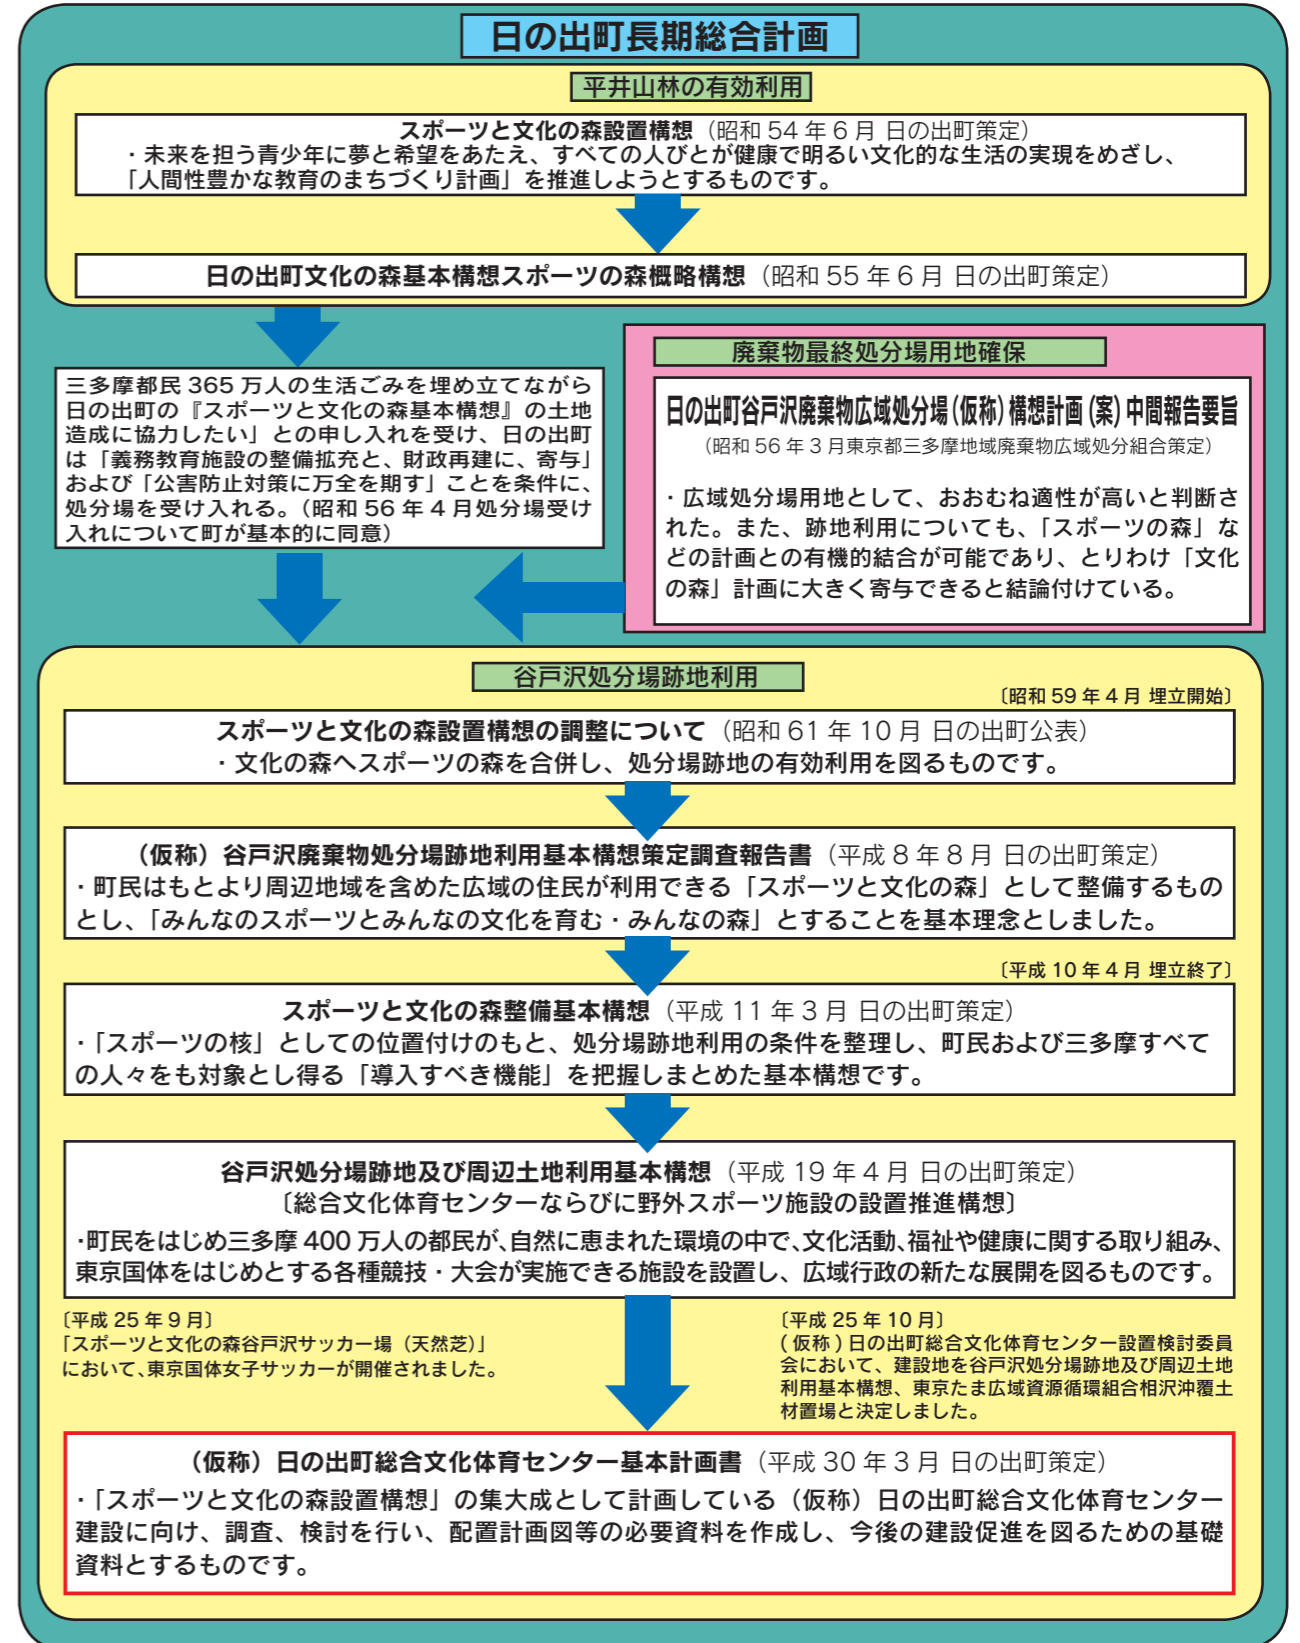 日の出町長期総合計画
平井山林の有効利用
スポーツと文化の森設置構想（昭和 54 年 6 月 日の出町策定）
・未来を担う青少年に夢と希望をあたえ、すべての人びとが健康で明るい文化的な生活の実現をめざし、
「人間性豊かな教育のまちづくり計画」を推進しようとするものです。
日の出町文化の森基本構想スポーツの森概略構想（昭和 55 年 6 月 日の出町策定）
三多摩都民 365 万人の生活ごみを埋め立てながら
日の出町の『スポーツと文化の森基本構想』の土地
造成に協力したい」との申し入れを受け、日の出町
は「義務教育施設の整備拡充と、財政再建に、寄与」
および「公害防止対策に万全を期す」ことを条件に、
処分場を受け入れる。（昭和 56 年 4 月処分場受け
入れについて町が基本的に同意）
廃棄物最終処分場用地確保
日の出町谷戸沢廃棄物広域処分場(仮称)構想計画(案)中間報告要旨
（昭和 56 年 3 月東京都三多摩地域廃棄物広域処分組合策定）
・広域処分場用地として、おおむね適性が高いと判断さ
れた。また、跡地利用についても、「スポーツの森」な
どの計画との有機的結合が可能であり、とりわけ「文化
の森」計画に大きく寄与できると結論付けている。
谷戸沢処分場跡地利用
〔昭和 59 年 4 月 埋立開始〕
スポーツと文化の森設置構想の調整について（昭和 61 年 10 月 日の出町公表）
・文化の森へスポーツの森を合併し、処分場跡地の有効利用を図るものです。
（仮称）谷戸沢廃棄物処分場跡地利用基本構想策定調査報告書（平成 8 年 8 月 日の出町策定）
・町民はもとより周辺地域を含めた広域の住民が利用できる「スポーツと文化の森」として整備するもの
とし、「みんなのスポーツとみんなの文化を育む・みんなの森」とすることを基本理念としました。
〔平成 10 年 4 月 埋立終了〕
スポーツと文化の森整備基本構想（平成 11 年 3 月 日の出町策定）
・「スポーツの核」としての位置付けのもと、処分場跡地利用の条件を整理し、町民および三多摩すべて
の人々をも対象とし得る「導入すべき機能」を把握しまとめた基本構想です。
谷戸沢処分場跡地及び周辺土地利用基本構想（平成 19 年 4 月 日の出町策定）
〔総合文化体育センターならびに野外スポーツ施設の設置推進構想〕
・町民をはじめ三多摩 400 万人の都民が、自然に恵まれた環境の中で、文化活動、福祉や健康に関する取り組み、
東京国体をはじめとする各種競技・大会が実施できる施設を設置し、広域行政の新たな展開を図るものです。
〔平成 25 年 9 月〕
「スポーツと文化の森谷戸沢サッカー場（天然芝）」
において、東京国体女子サッカーが開催されました。
〔平成 25 年 10 月〕
(仮称)日の出町総合文化体育センター設置検討委員
会において、建設地を谷戸沢処分場跡地及び周辺土地
利用基本構想、東京たま広域資源循環組合相沢沖覆土
材置場と決定しました。
（仮称）日の出町総合文化体育センター基本計画書（平成 30 年 3 月 日の出町策定）
・「スポーツと文化の森設置構想」の集大成として計画している（仮称）日の出町総合文化体育センター
建設に向け、調査、検討を行い、配置計画図等の必要資料を作成し、今後の建設促進を図るための基礎
資料とするものです。